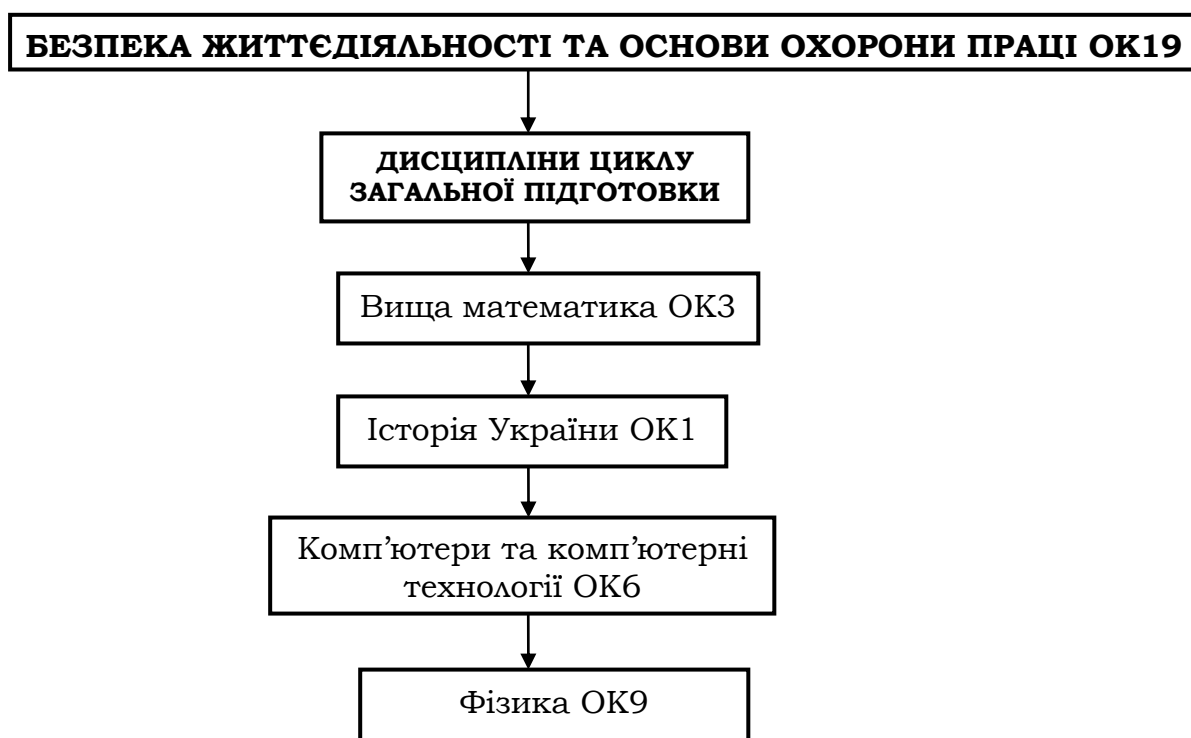 БЕЗПЕКА ЖИТТЄДІЯЛЬНОСТІ ТА ОСНОВИ ОХОРОНИ ПРАЦІ ОК19
ДИСЦИПЛІНИ ЦИКЛУ
ЗАГАЛЬНОЇ ПІДГОТОВКИ
Вища математика ОК3
Історія України ОК1
Комп’ютери та комп’ютерні
технології ОК6
Фізика ОК9